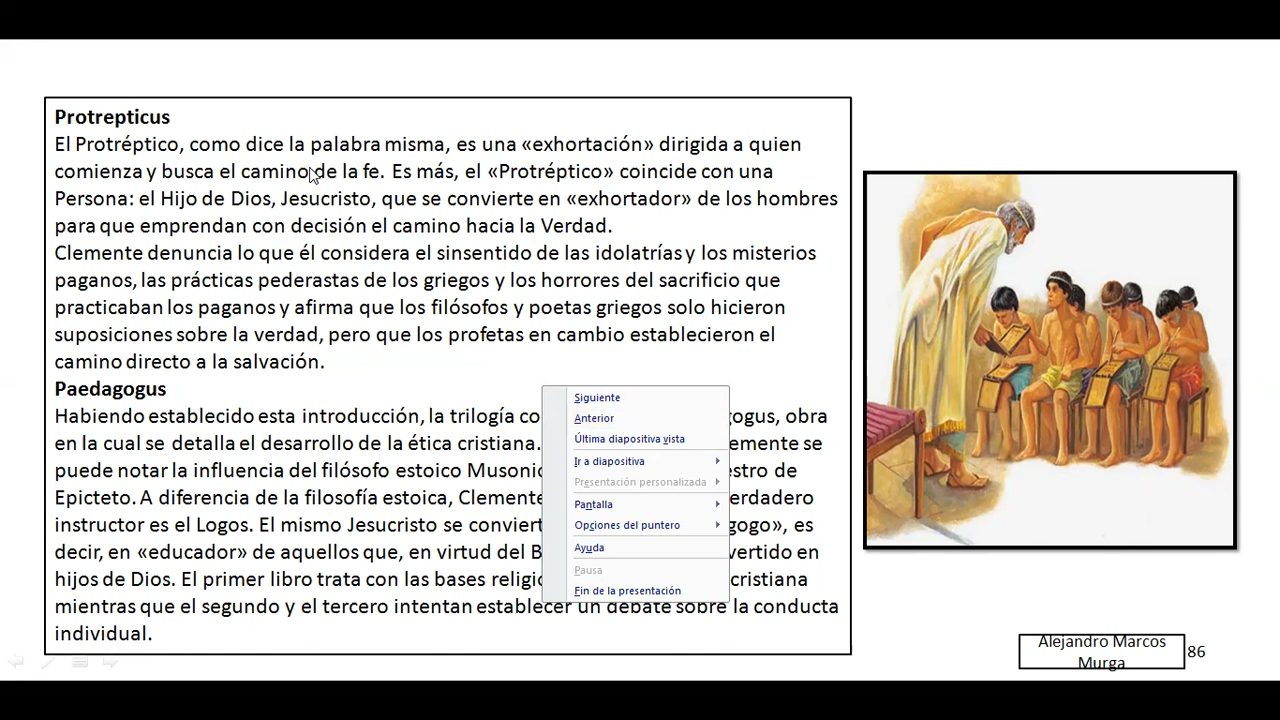 Protrepticus
El Protréptico, como dice la palabra misma, es una «exhortación» dirigida a quien
comienza y busca el camino de la fe. Es más, el «Protréptico» coincide con una
Persona: el Hijo de Dios, Jesucristo, que se convierte en «exhortador» de los hombres
para que emprendan con decisión el camino hacia la Verdad.
Clemente denuncia lo que él considera el sinsentido de las idolatrías y los misterios
paganos, las prácticas pederastas de los griegos y los horrores del sacrificio que
practicaban los paganos y afirma que los filósofos y poetas griegos solo hicieron
suposiciones sobre la verdad, pero que los profetas en cambio establecieron el
camino directo a la salvación.
Paedagogus
Habiendo establecido esta introducción, la trilogía co gogus, obra
en la cual se detalla el desarrollo de la ética cristiana. emente se
puede notar la influencia del filósofo estoico Musonic stro de
Epicteto. A diferencia de la filosofía estoica, Clemente erdadero
instructor es el Logos. El mismo Jesucristo se conviert gogo», es
decir, en «educador» de aquellos que, en virtud del B vertido en
hijos de Dios. El primer libro trata con las bases religio cristiana
mientras que el segundo y el tercero intentan establecer un debate sobre la conducta
individual.
Siguiente
Anterior
Última diapositiva vista
Ir a diapositiva
Presentación personalizada
Pantalla
Opciones del puntero
Ayuda
Pausa
Fin de la presentación
Alejandro Marcos
Murga
86